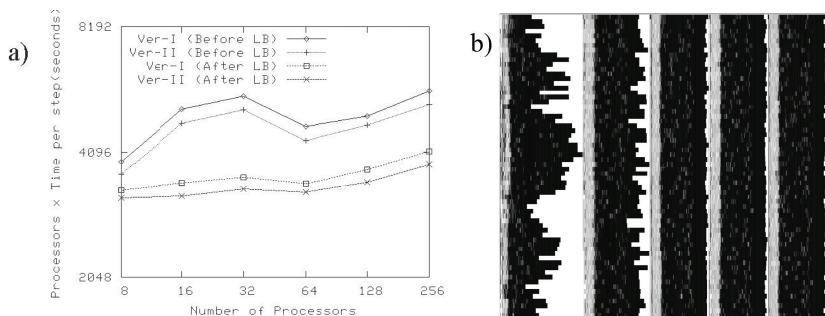 a)
Processors x Time per step(seconds)
8192
4096
2048
Ver-I (Before LB)
Ver-II (Before LB)
Ver-I (After LB)
Ver-II (After LB)
8 16 32 64 128 256
Number of Processors
b)